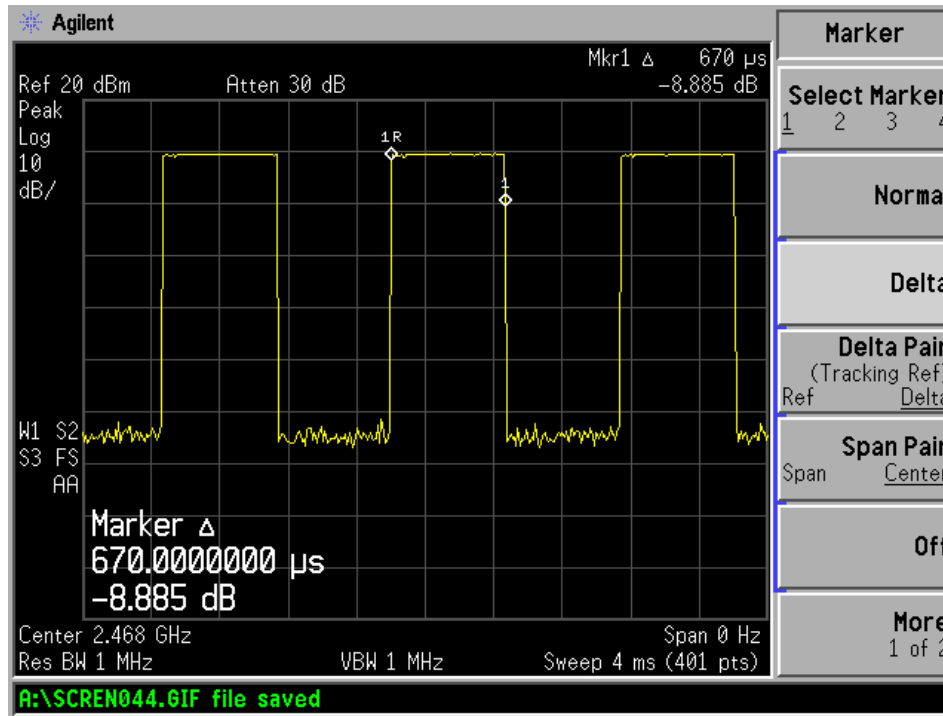 Agilent
Marker
Mkr1 Δ 670 µs
Ref 20 dBm Atten 30 dB -8.885 dB
Peak
Log
10
dB/
1R
1
W1 S2
S3 FS
AA
Marker Δ
670.0000000 µs
-8.885 dB
Center 2.468 GHz Span 0 Hz
Res BW 1 MHz VBW 1 MHz Sweep 4 ms (401 pts)
A:\SCREN044.GIF file saved
Select Marker
1 2 3 4
Norma
Delta
Delta Pair
(Tracking Ref)
Ref Delta
Span Pair
Span Center
Off
More
1 of 2